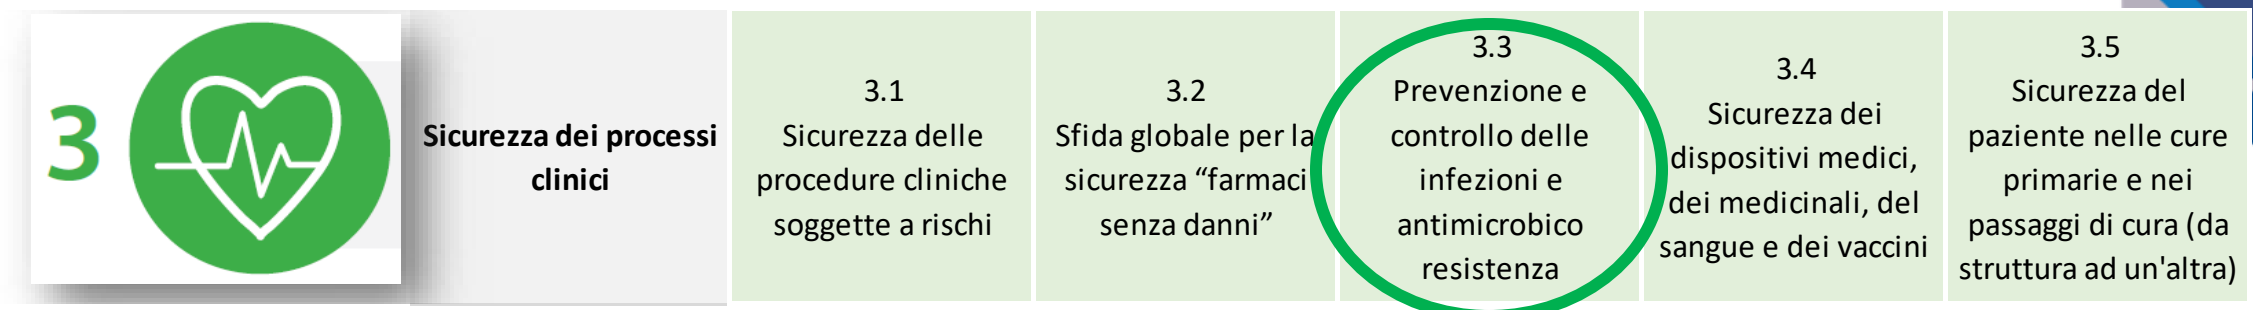 3
Sicurezza dei processi
clinici
3.1
Sicurezza delle
procedure cliniche
soggette a rischi
3.2
Sfida globale per la
sicurezza “farmaci
senza danni”
3.3
Prevenzione e
controllo delle
infezioni e
antimicrobico
resistenza
3.4
Sicurezza dei
dispositivi medici,
dei medicinali, del
sangue e dei vaccini
3.5
Sicurezza del
paziente nelle cure
primarie e nei
passaggi di cura (da
struttura ad un'altra)